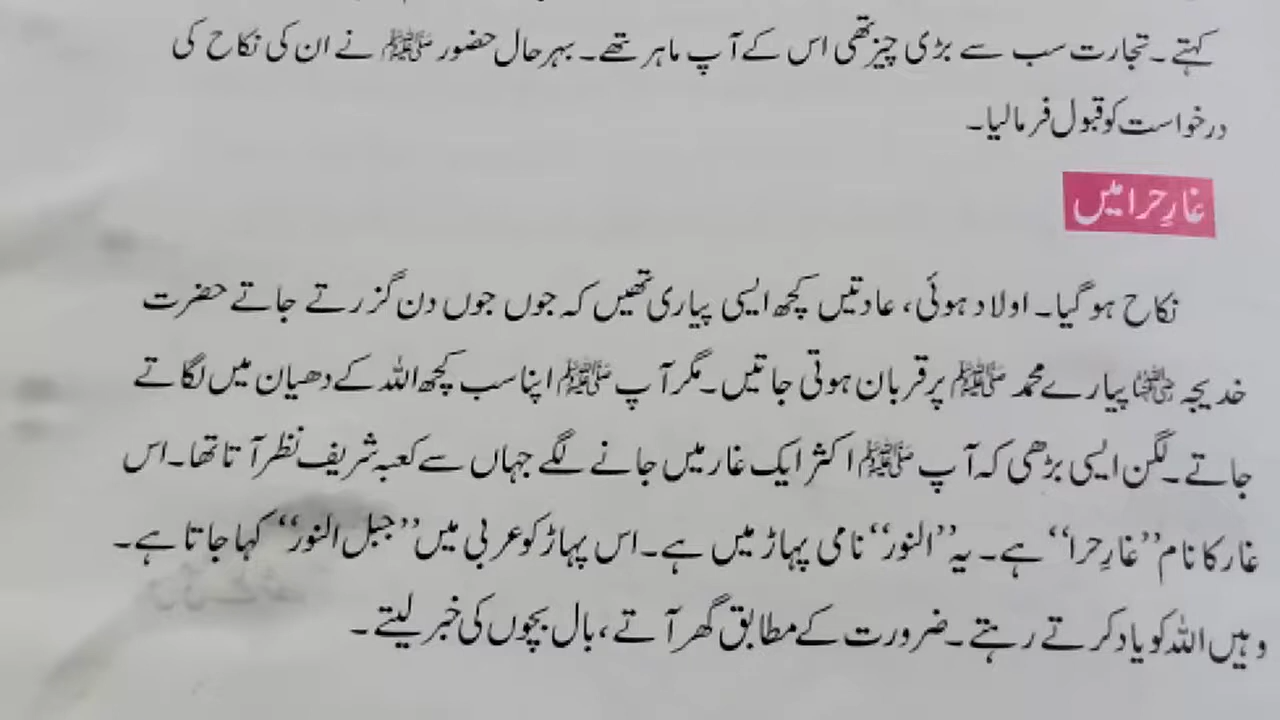 کہتے۔ تجارت سب سے بڑی چیز تھی اس کے آپ ماہر تھے۔ بہرحال حضور ﷺ نے ان کی نکاح کی
درخواست کو قبول فرمالیا۔
غارِ حرا میں
نکاح ہوگیا۔ اولاد ہوئی، عادتیں کچھ ایسی پیاری تھیں کہ جوں جوں دن گزرتے جاتے حضرت
خدیجہ رضی اللہ عنہا پیارے محمد ﷺ پر قربان ہوتی جاتیں۔ مگر آپ ﷺ اپنا سب کچھ اللہ کے دھیان میں لگاتے
جاتے۔ لگن ایسی بڑھی کہ آپ ﷺ اکثر ایک غار میں جانے لگے جہاں سے کعبہ شریف نظر آتا تھا۔ اس
غار کا نام ’’غارِ حرا‘‘ ہے۔ یہ ’’النور‘‘ نامی پہاڑ میں ہے۔ اس پہاڑ کو عربی میں ’’جبل النور‘‘ کہا جاتا ہے۔
وہیں اللہ کو یاد کرتے رہتے۔ ضرورت کے مطابق گھر آتے، بال بچوں کی خبر لیتے۔